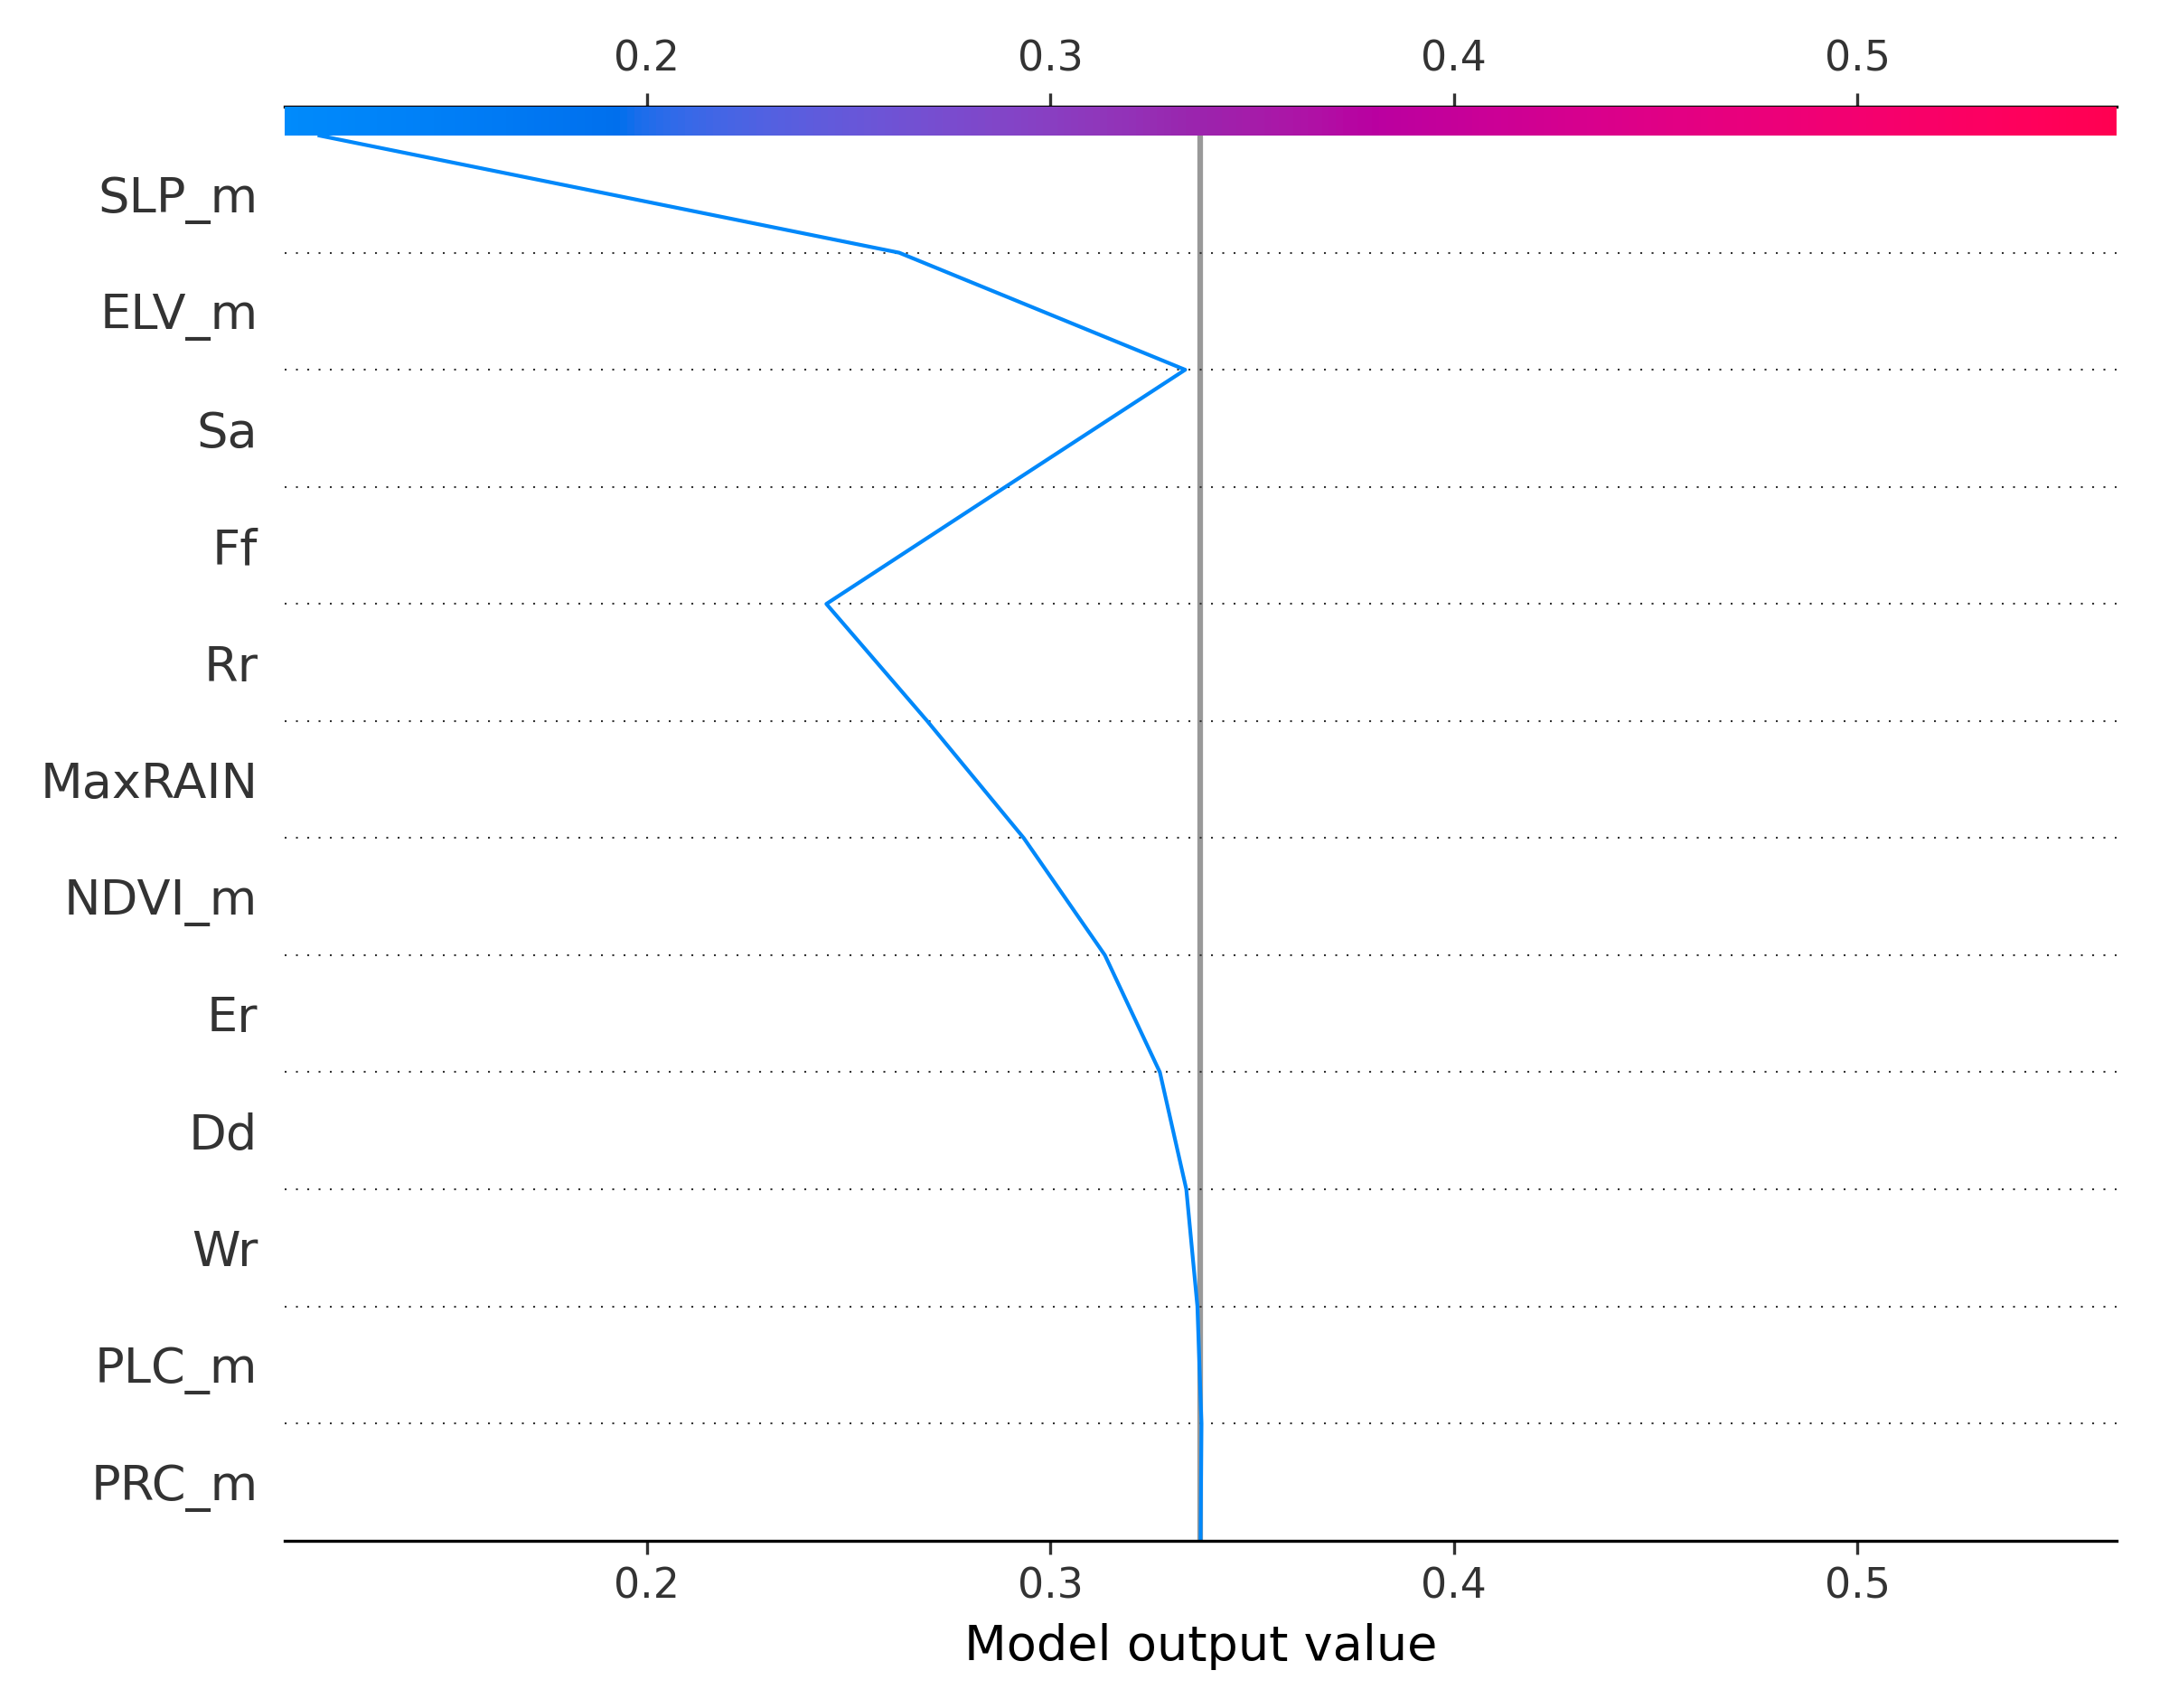 0.2 0.3 0.4 0.5
SLP_m
ELV_m
Sa
Ff
Rr
MaxRAIN
NDVI_m
Er
Dd
Wr
PLC_m
PRC_m
0.2 0.3 0.4 0.5
Model output value